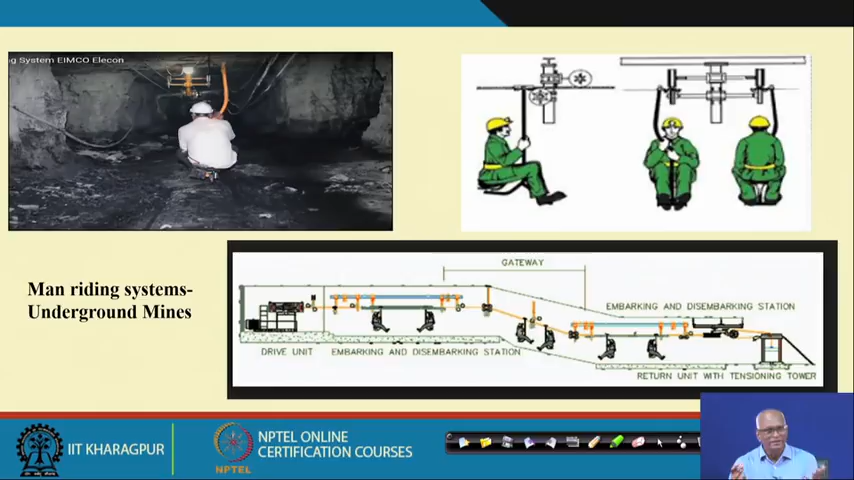 g System EIMCO Elecon
Man riding systems-
Underground Mines
GATEWAY
EMBARKING AND DISEMBARKING STATION
DRIVE UNIT
EMBARKING AND DISEMBARKING STATION
RETURN UNIT WITH TENSIONING TOWER
IIT KHARAGPUR
NPTEL
NPTEL ONLINE
CERTIFICATION COURSES